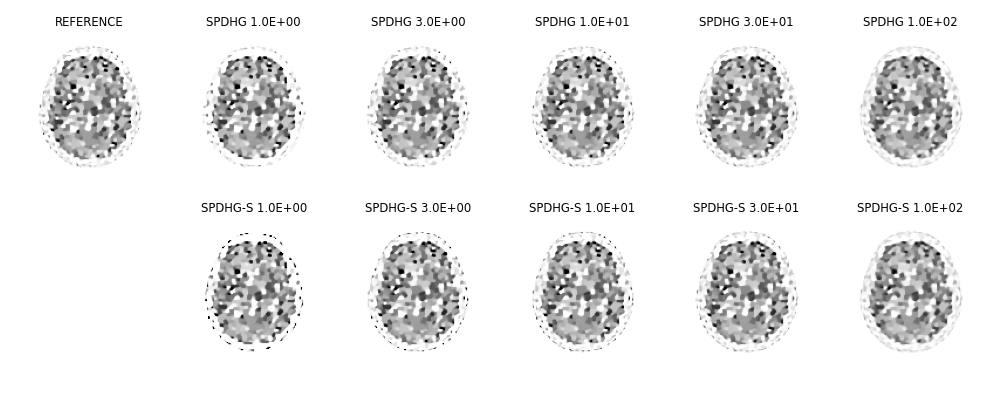 REFERENCE
SPDHG 1.0E+00
SPDHG 3.0E+00
SPDHG 1.0E+01
SPDHG 3.0E+01
SPDHG 1.0E+02
SPDHG-S 1.0E+00
SPDHG-S 3.0E+00
SPDHG-S 1.0E+01
SPDHG-S 3.0E+01
SPDHG-S 1.0E+02